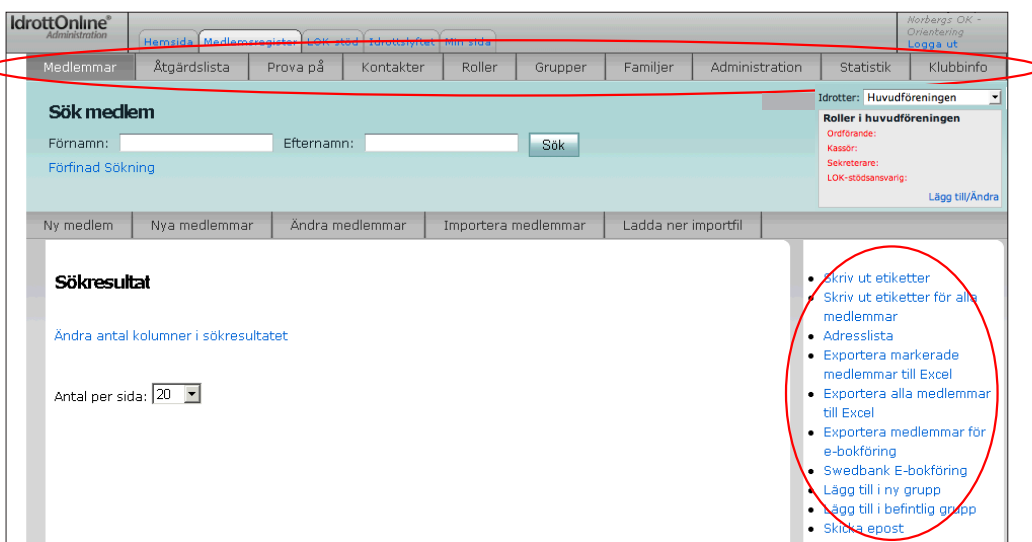 IdrottOnline®
Administration
Hemsida Medlemsregister LOK-stöd Idrottslyftet Min sida
Norbergs OK -
Orientering
Logga ut
Medlemmar Åtgärdslista Prova på Kontakter Roller Grupper Familjer Administration Statistik Klubbinfo
Sök medlem
Förnamn: Efternamn: Sök
Förfinad Sökning
Idrotter: Huvudföreningen
Roller i huvudföreningen
Ordförande:
Kassör:
Sekreterare:
LOK-stödsansvarig:
Lägg till/Ändra
Ny medlem Nya medlemmar Ändra medlemmar Importera medlemmar Ladda ner importfil
Sökresultat
Ändra antal kolumner i sökresultatet
Antal per sida: 20
• Skriv ut etiketter
• Skriv ut etiketter för alla
medlemmar
• Adresslista
• Exportera markerade
medlemmar till Excel
• Exportera alla medlemmar
till Excel
• Exportera medlemmar för
e-bokföring
• Swedbank E-bokföring
• Lägg till i ny grupp
• Lägg till i befintlig grupp
• Skicka epost